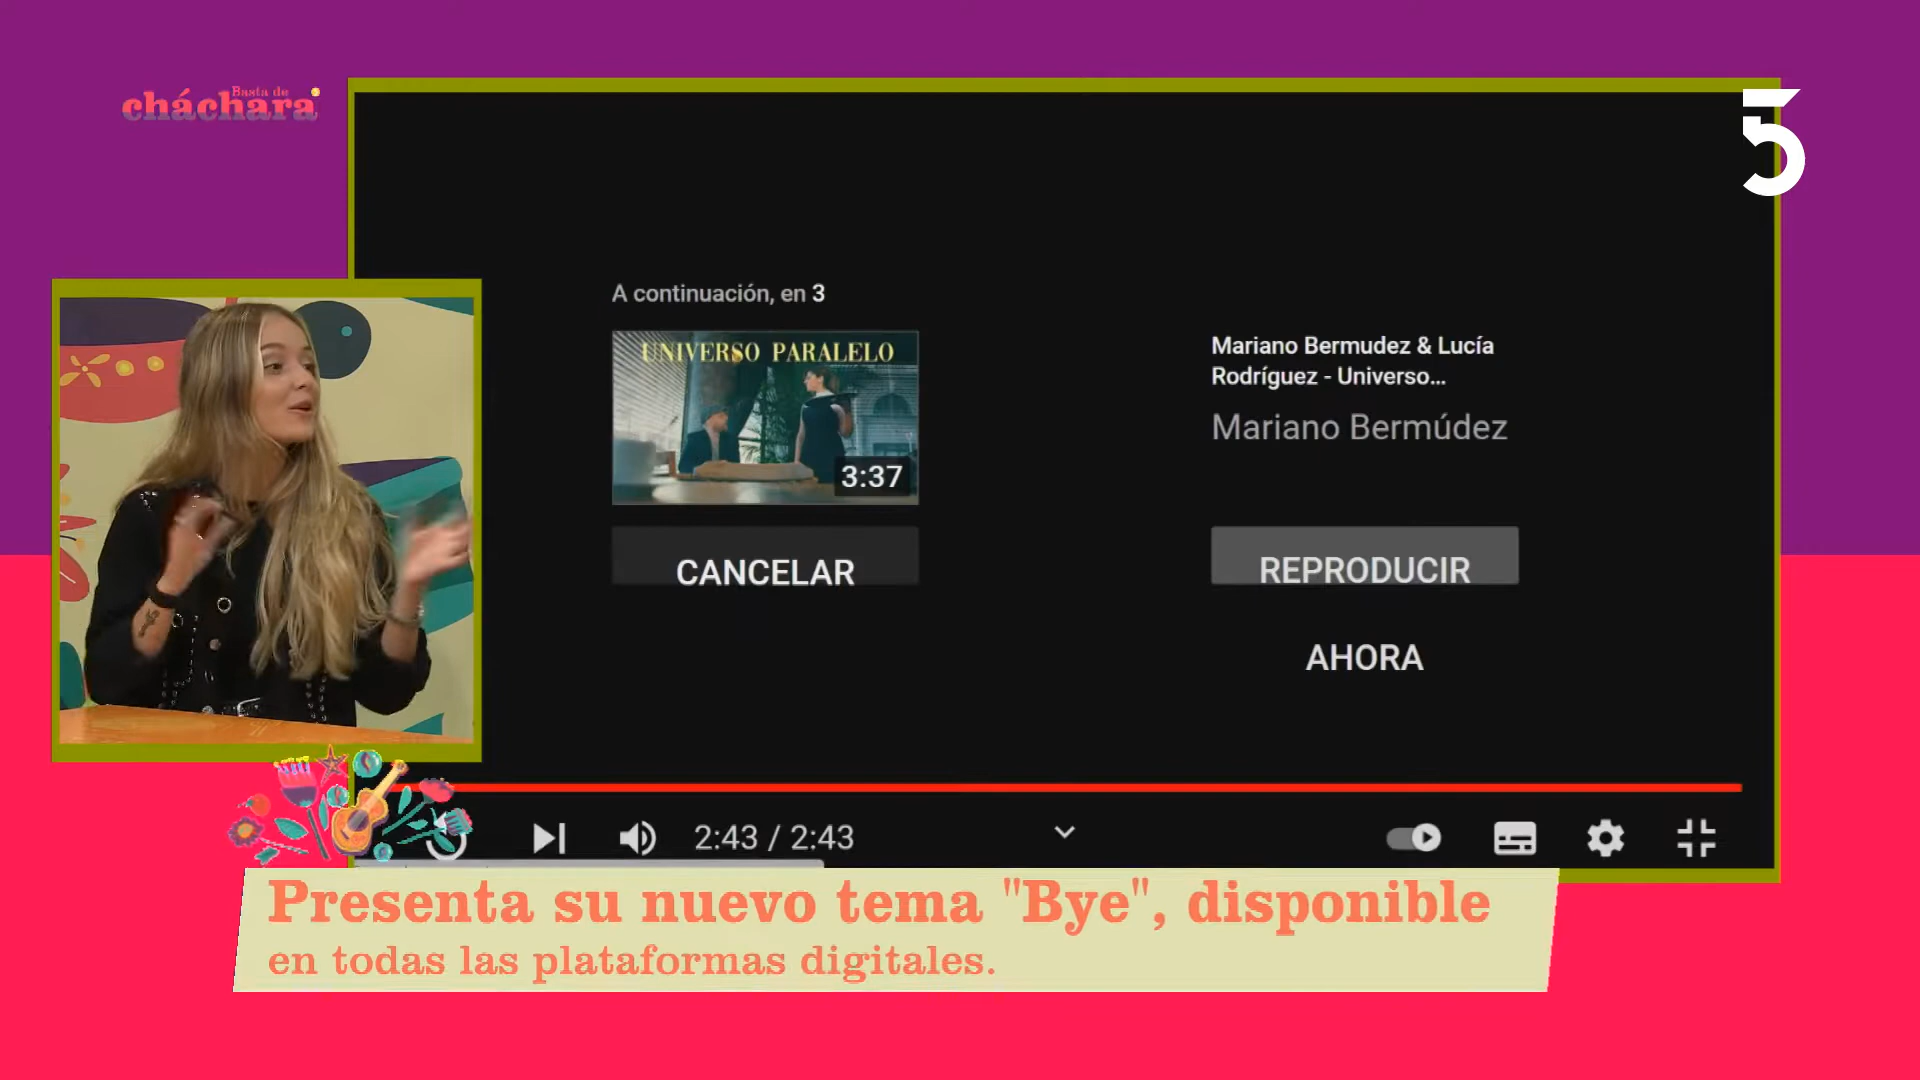 Basta de
cháchara
5
A continuación, en 3
UNIVERSO PARALELO
3:37
Mariano Bermudez & Lucía
Rodríguez - Universo...
Mariano Bermúdez
CANCELAR
REPRODUCIR
AHORA
2:43 / 2:43
Presenta su nuevo tema "Bye", disponible
en todas las plataformas digitales.